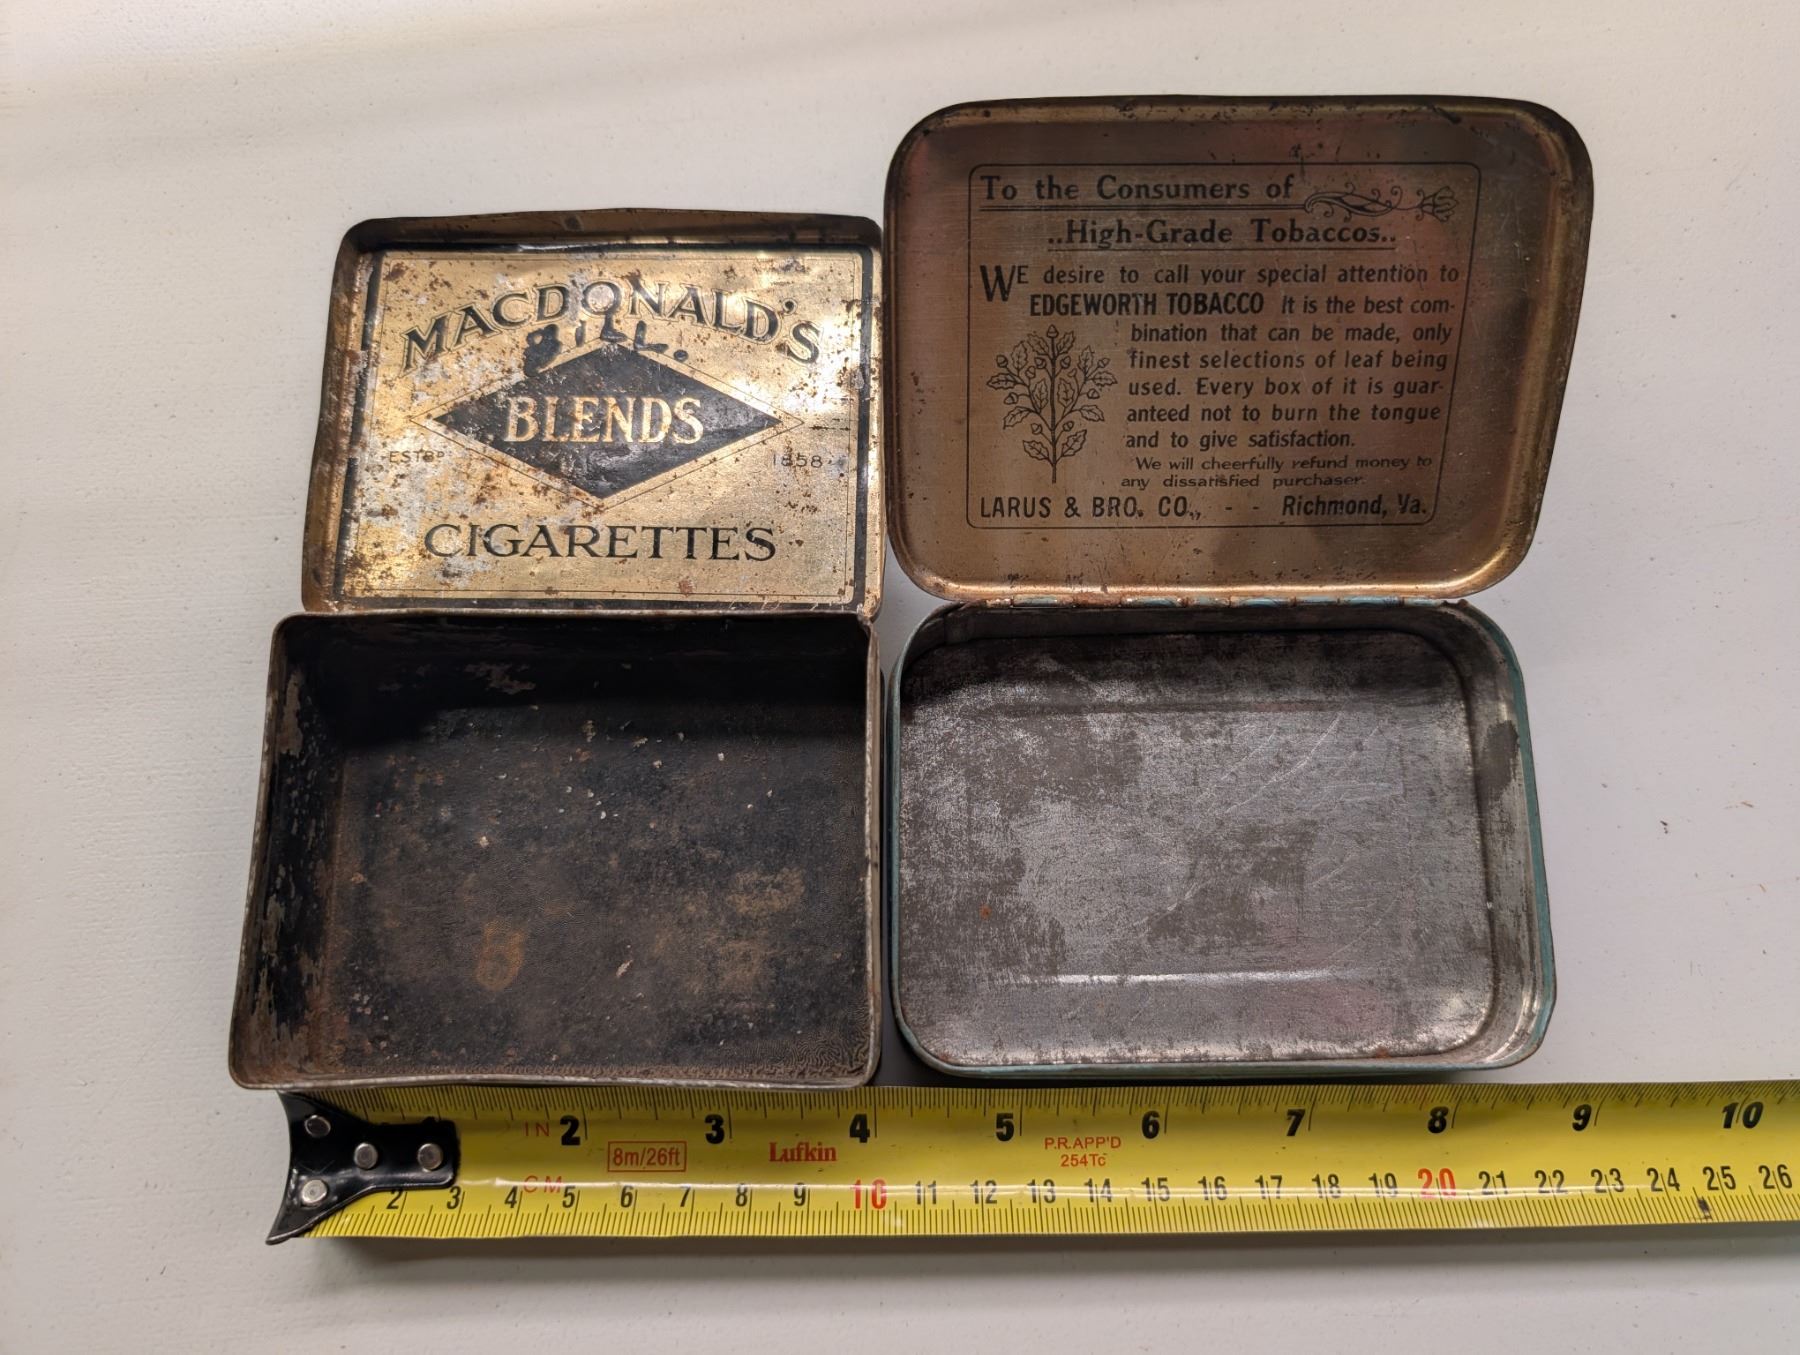 MACDONALD'S
BILL.
BLENDS
ESTBD 1858
CIGARETTES
To the Consumers of
..High-Grade Tobaccos..
WE desire to call your special attention to
EDGEWORTH TOBACCO It is the best com-
bination that can be made, only
finest selections of leaf being
used. Every box of it is guar-
anteed not to burn the tongue
and to give satisfaction.
We will cheerfully refund money to
any dissatisfied purchaser.
LARUS & BRO. CO., - - Richmond, Va.
IN 2 3 4 5 6 7 8 9 10
8m/26ft Lufkin P.R.APP'D
254Tc
CM 2 3 4 5 6 7 8 9 10 11 12 13 14 15 16 17 18 19 20 21 22 23 24 25 26